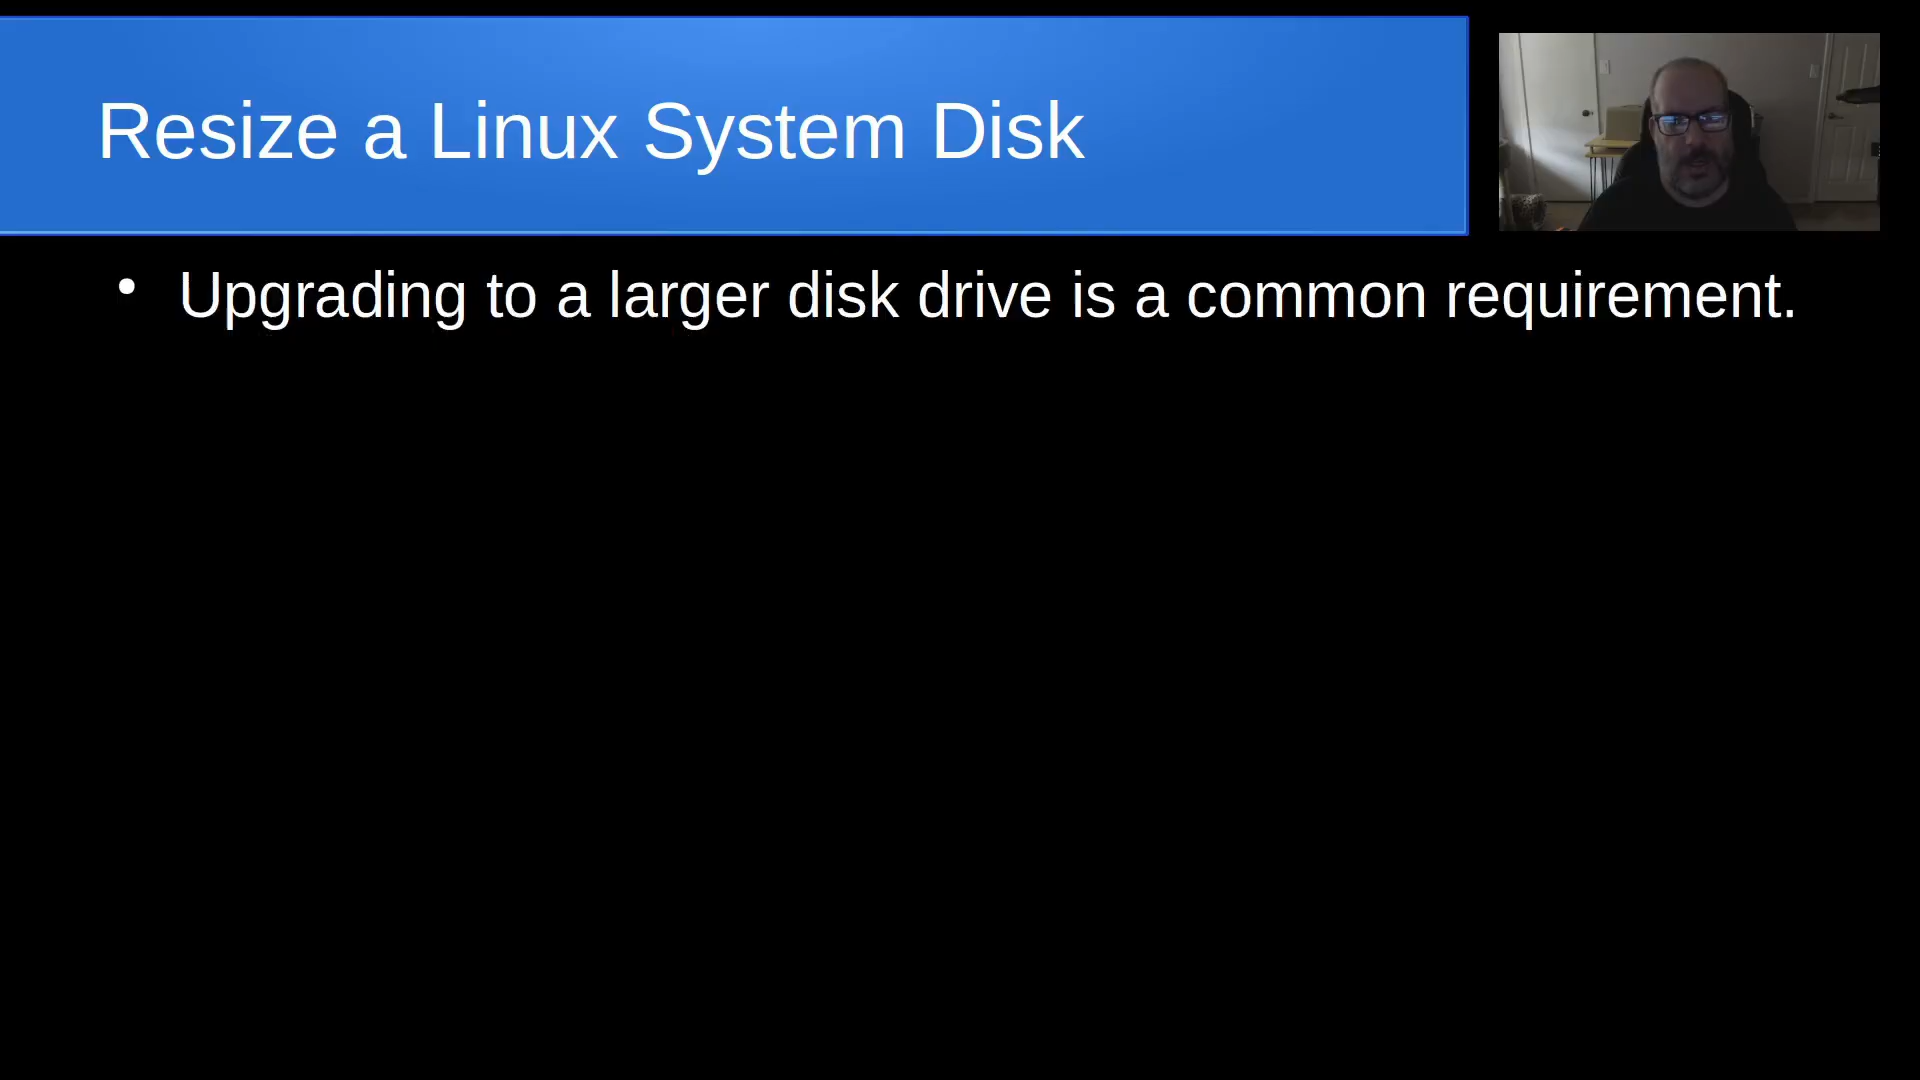 Resize a Linux System Disk
• Upgrading to a larger disk drive is a common requirement.